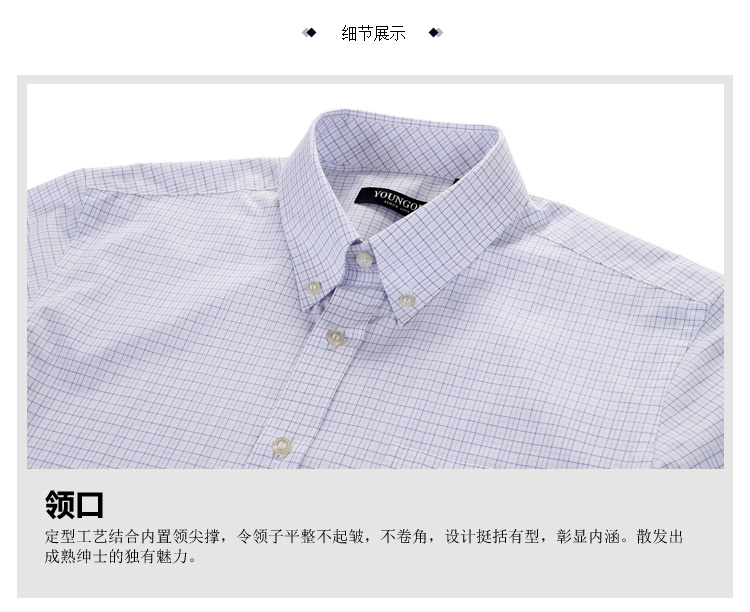 细节展示
YOUNGO
领口
定型工艺结合内置领尖撑，令领子平整不起皱，不卷角，设计挺括有型，彰显内涵。散发出
成熟绅士的独有魅力。